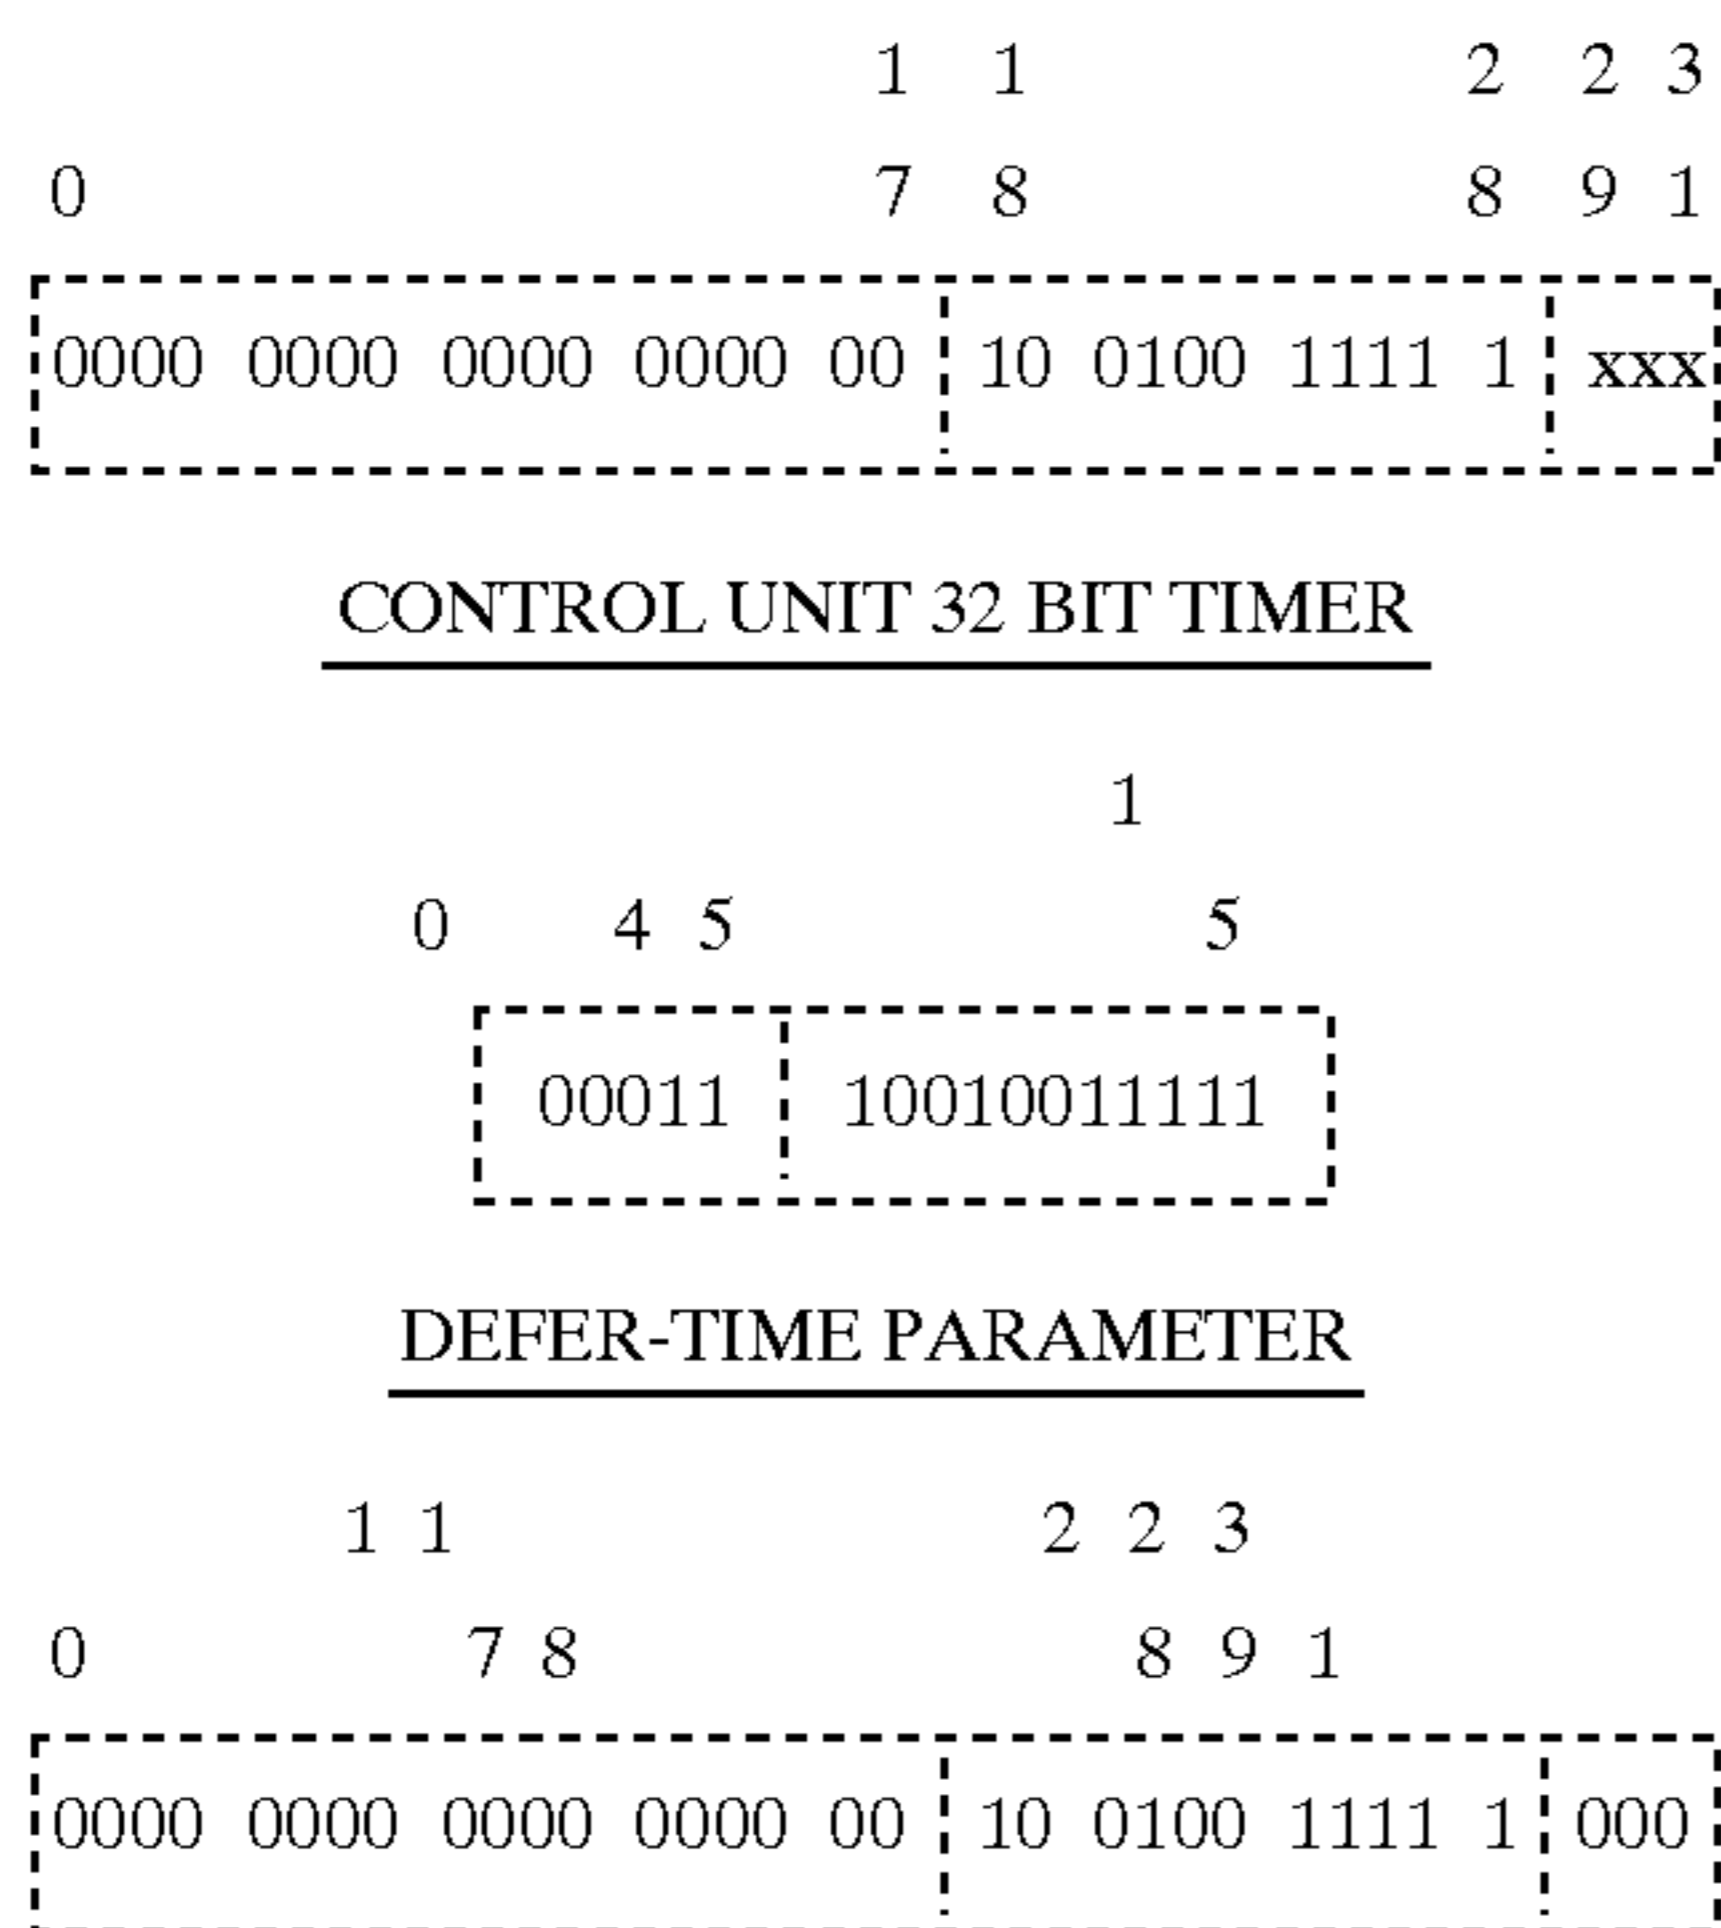 1 1 2 2 3
0 7 8 8 9 1
0000 0000 0000 0000 00 10 0100 1111 1 xxx
CONTROL UNIT 32 BIT TIMER
1
0 4 5 5
00011 10010011111
DEFER-TIME PARAMETER
1 1 2 2 3
0 7 8 8 9 1
0000 0000 0000 0000 00 10 0100 1111 1 000